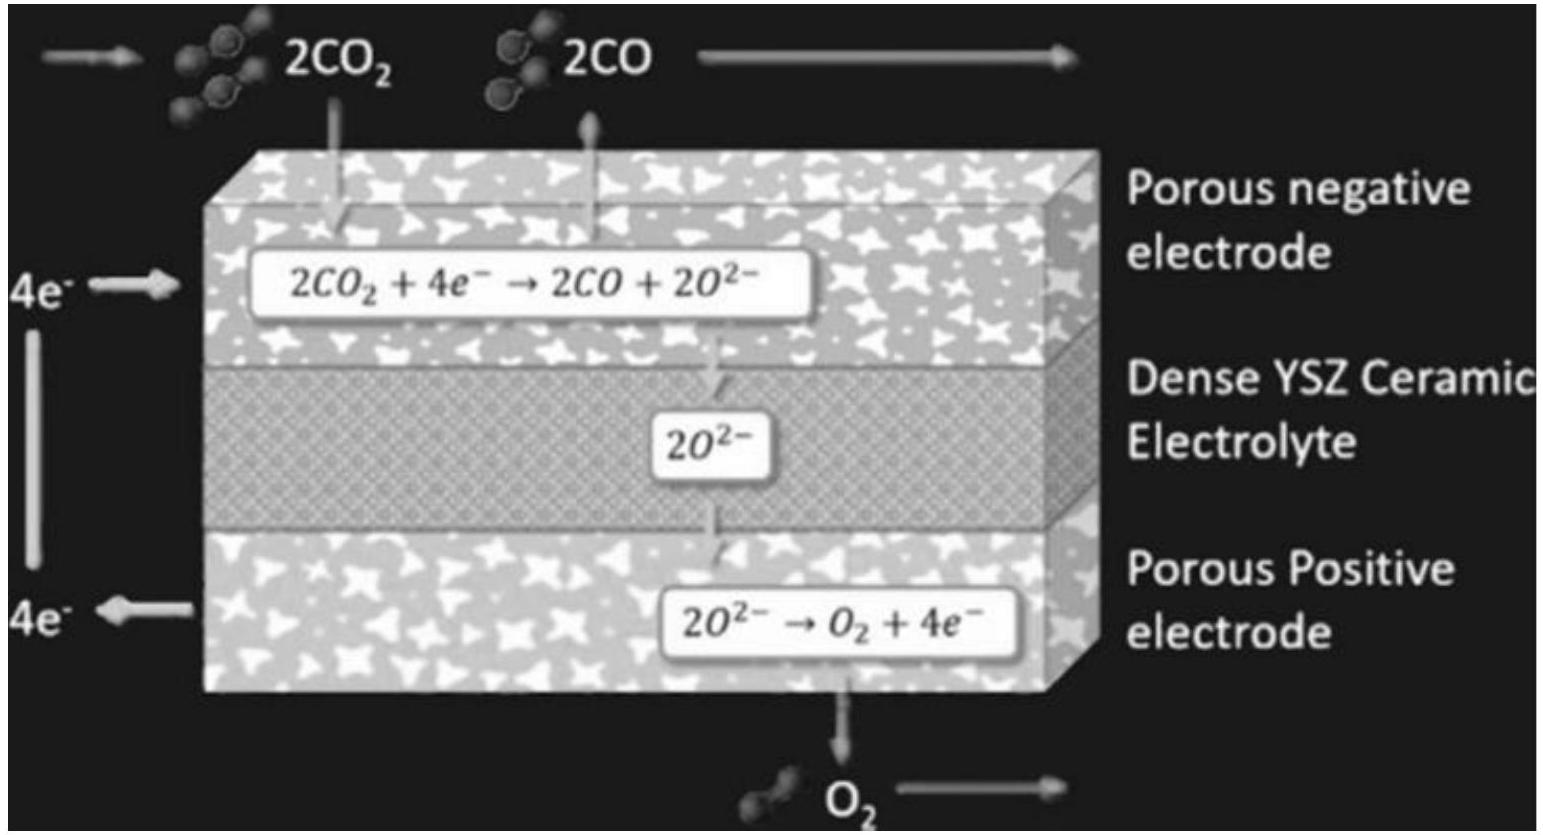 2CO₂
2CO
Porous negative
electrode
4e⁻
2CO₂ + 4e⁻ → 2CO + 2O²⁻
Dense YSZ Ceramic
Electrolyte
2O²⁻
Porous Positive
electrode
4e⁻
2O²⁻ → O₂ + 4e⁻
O₂